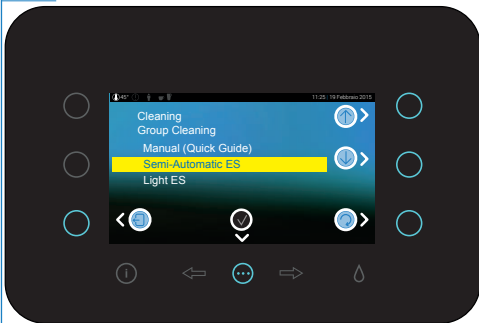 45° 11:25 | 19 Febbraio 2015
Cleaning
Group Cleaning
Manual (Quick Guide)
Semi-Automatic ES
Light ES